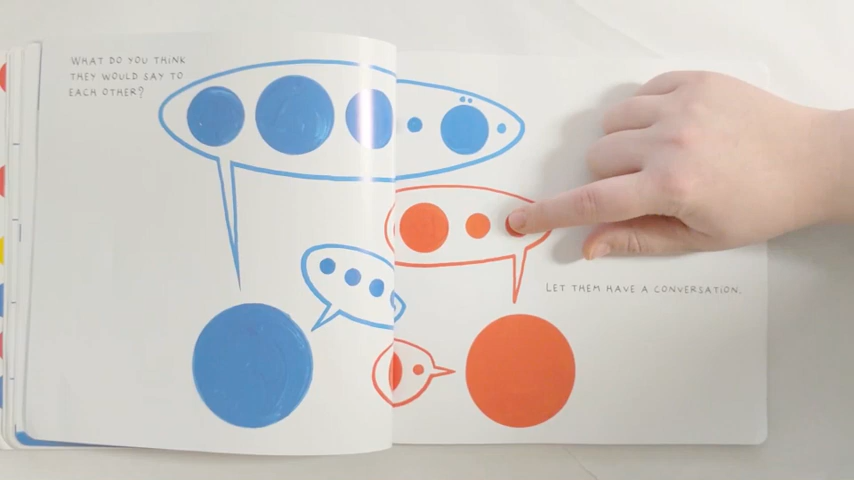 WHAT DO YOU THINK
THEY WOULD SAY TO
EACH OTHER?
LET THEM HAVE A CONVERSATION.